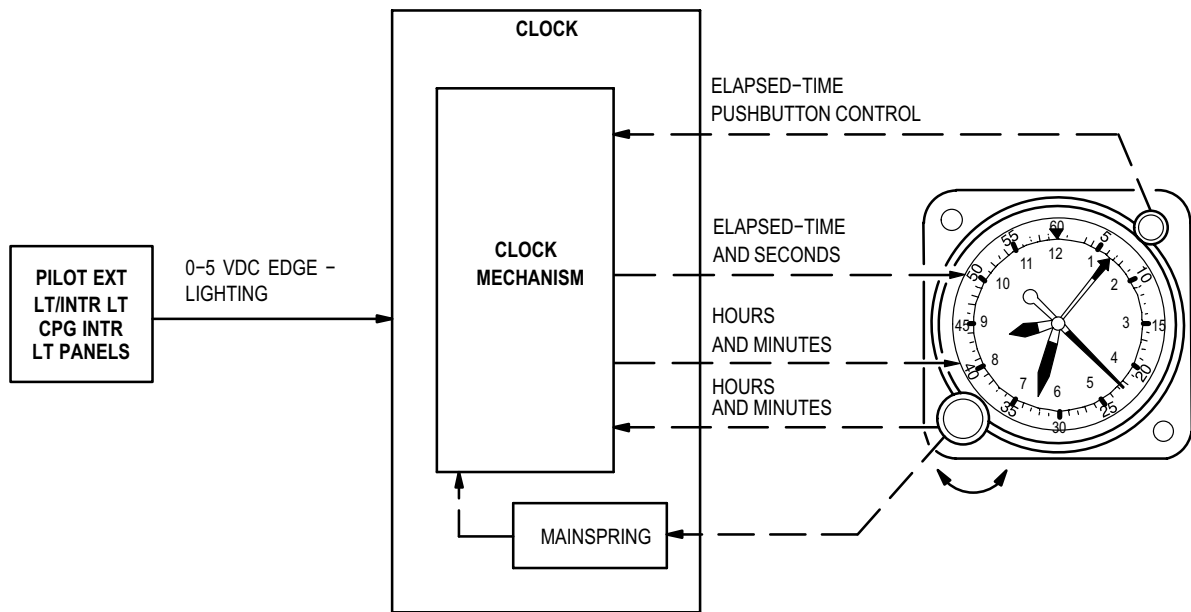 CLOCK
ELAPSED−TIME
PUSHBUTTON CONTROL
CLOCK
MECHANISM
ELAPSED−TIME
AND SECONDS
PILOT EXT
LT/INTR LT
CPG INTR
LT PANELS
0−5 VDC EDGE −
LIGHTING
HOURS
AND MINUTES
HOURS
AND MINUTES
MAINSPRING
60
5
10
15
20
25
30
35
40
45
50
55
12
1
2
3
4
5
6
7
8
9
10
11